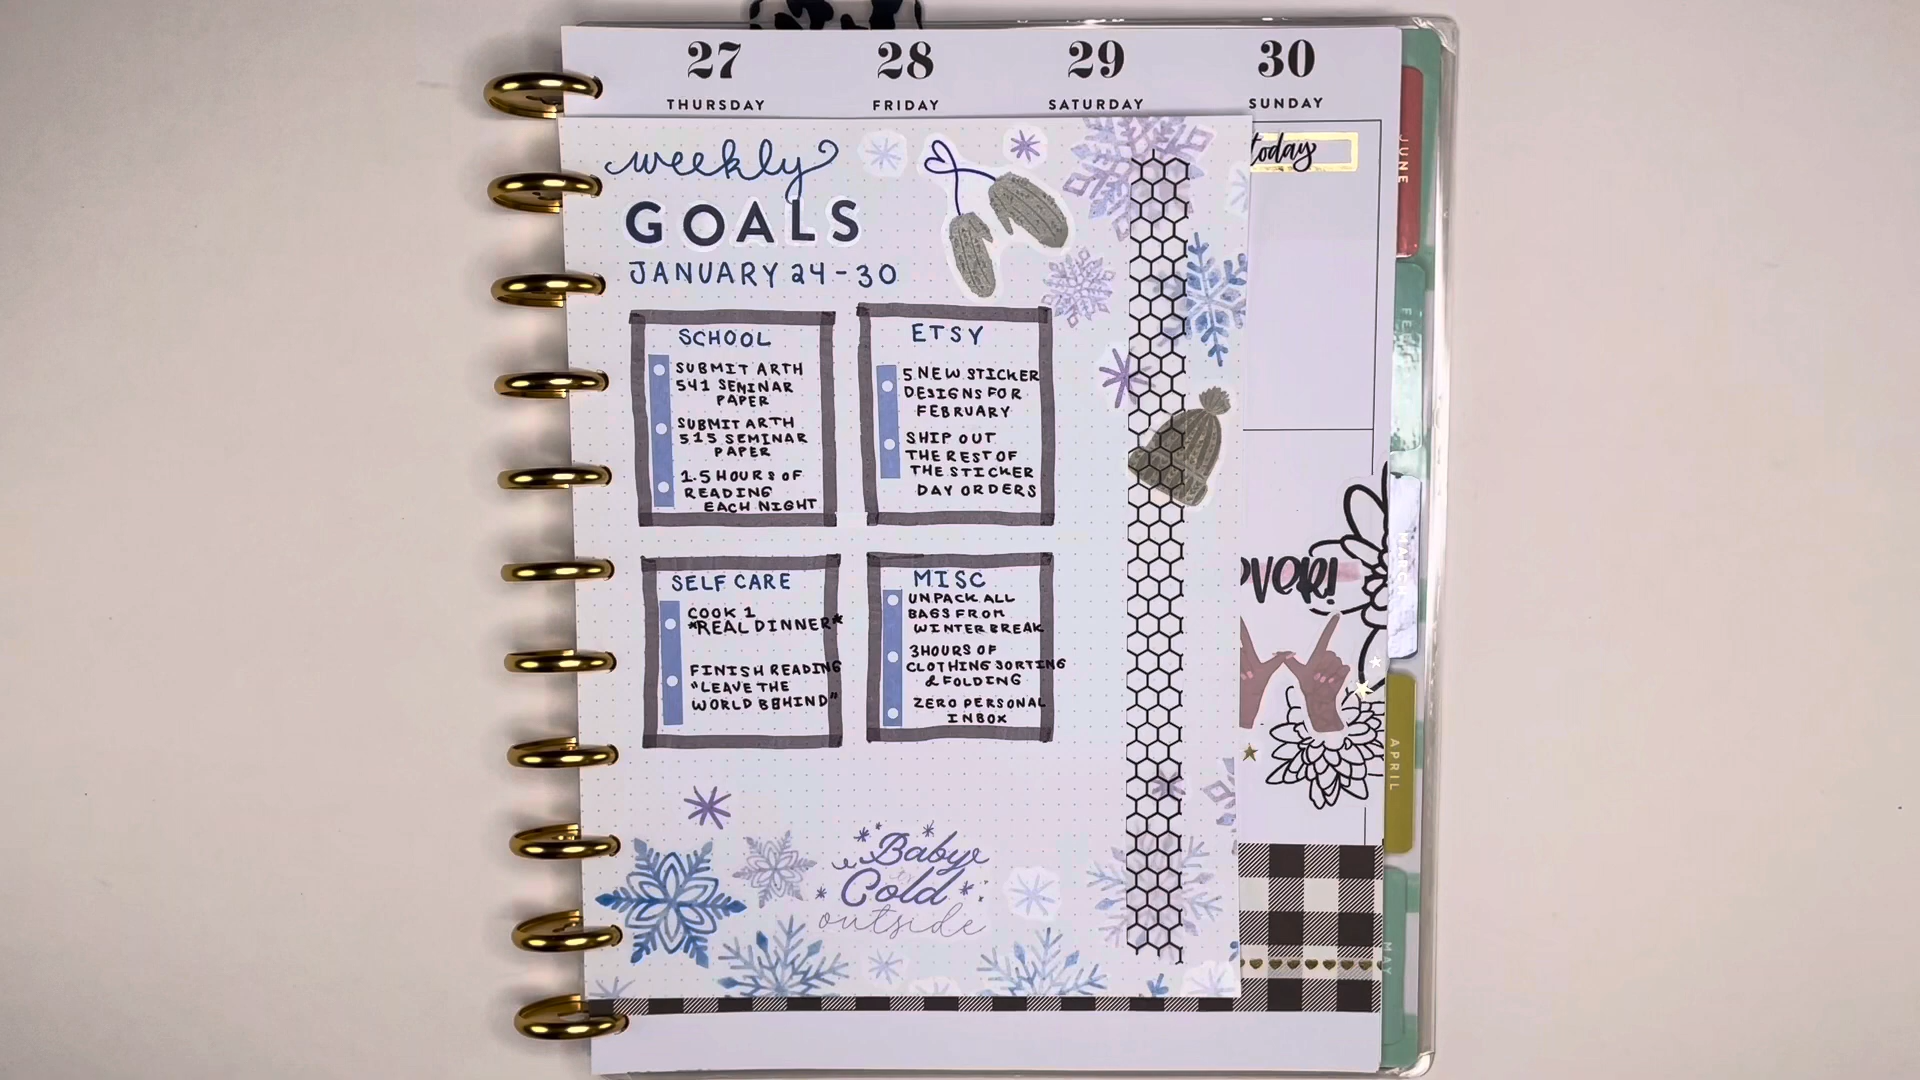 27 28 29 30
THURSDAY FRIDAY SATURDAY SUNDAY
today
weekly
GOALS
JANUARY 24-30
SCHOOL
SUBMIT ARTH
541 SEMINAR
PAPER
SUBMIT ARTH
515 SEMINAR
PAPER
1.5 HOURS OF
READING
EACH NIGHT
ETSY
5 NEW STICKER
DESIGNS FOR
FEBRUARY
SHIP OUT
THE REST OF
THE STICKER
DAY ORDERS
SELF CARE
COOK 1
*REAL DINNER*
FINISH READING
"LEAVE THE
WORLD BEHIND"
MISC
UNPACK ALL
BAGS FROM
WINTER BREAK
3 HOURS OF
CLOTHING SORTING
& FOLDING
ZERO PERSONAL
INBOX
Baby
Cold
outside
JUNE
MARCH
APRIL
MAY